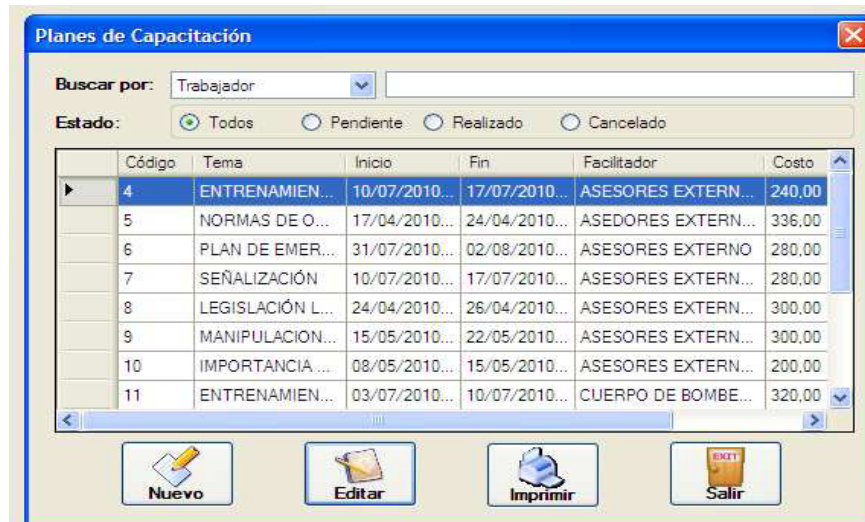 Planes de Capacitación
Buscar por: Trabajador
Estado: Todos Pendiente Realizado Cancelado
Código Tema Inicio Fin Facilitador Costo
4 ENTRENAMIEN... 10/07/2010... 17/07/2010... ASESORES EXTERN... 240,00
5 NORMAS DE O... 17/04/2010... 24/04/2010... ASEDORES EXTERN... 336,00
6 PLAN DE EMER... 31/07/2010... 02/08/2010... ASESORES EXTERNO 280,00
7 SEÑALIZACIÓN 10/07/2010... 17/07/2010... ASESORES EXTERN... 280,00
8 LEGISLACIÓN L... 24/04/2010... 26/04/2010... ASESORES EXTERN... 300,00
9 MANIPULACION... 15/05/2010... 22/05/2010... ASESORES EXTERN... 300,00
10 IMPORTANCIA ... 08/05/2010... 15/05/2010... ASESORES EXTERN... 200,00
11 ENTRENAMIEN... 03/07/2010... 10/07/2010... CUERPO DE BOMBE... 320,00
EXIT
Nuevo Editar Imprimir Salir